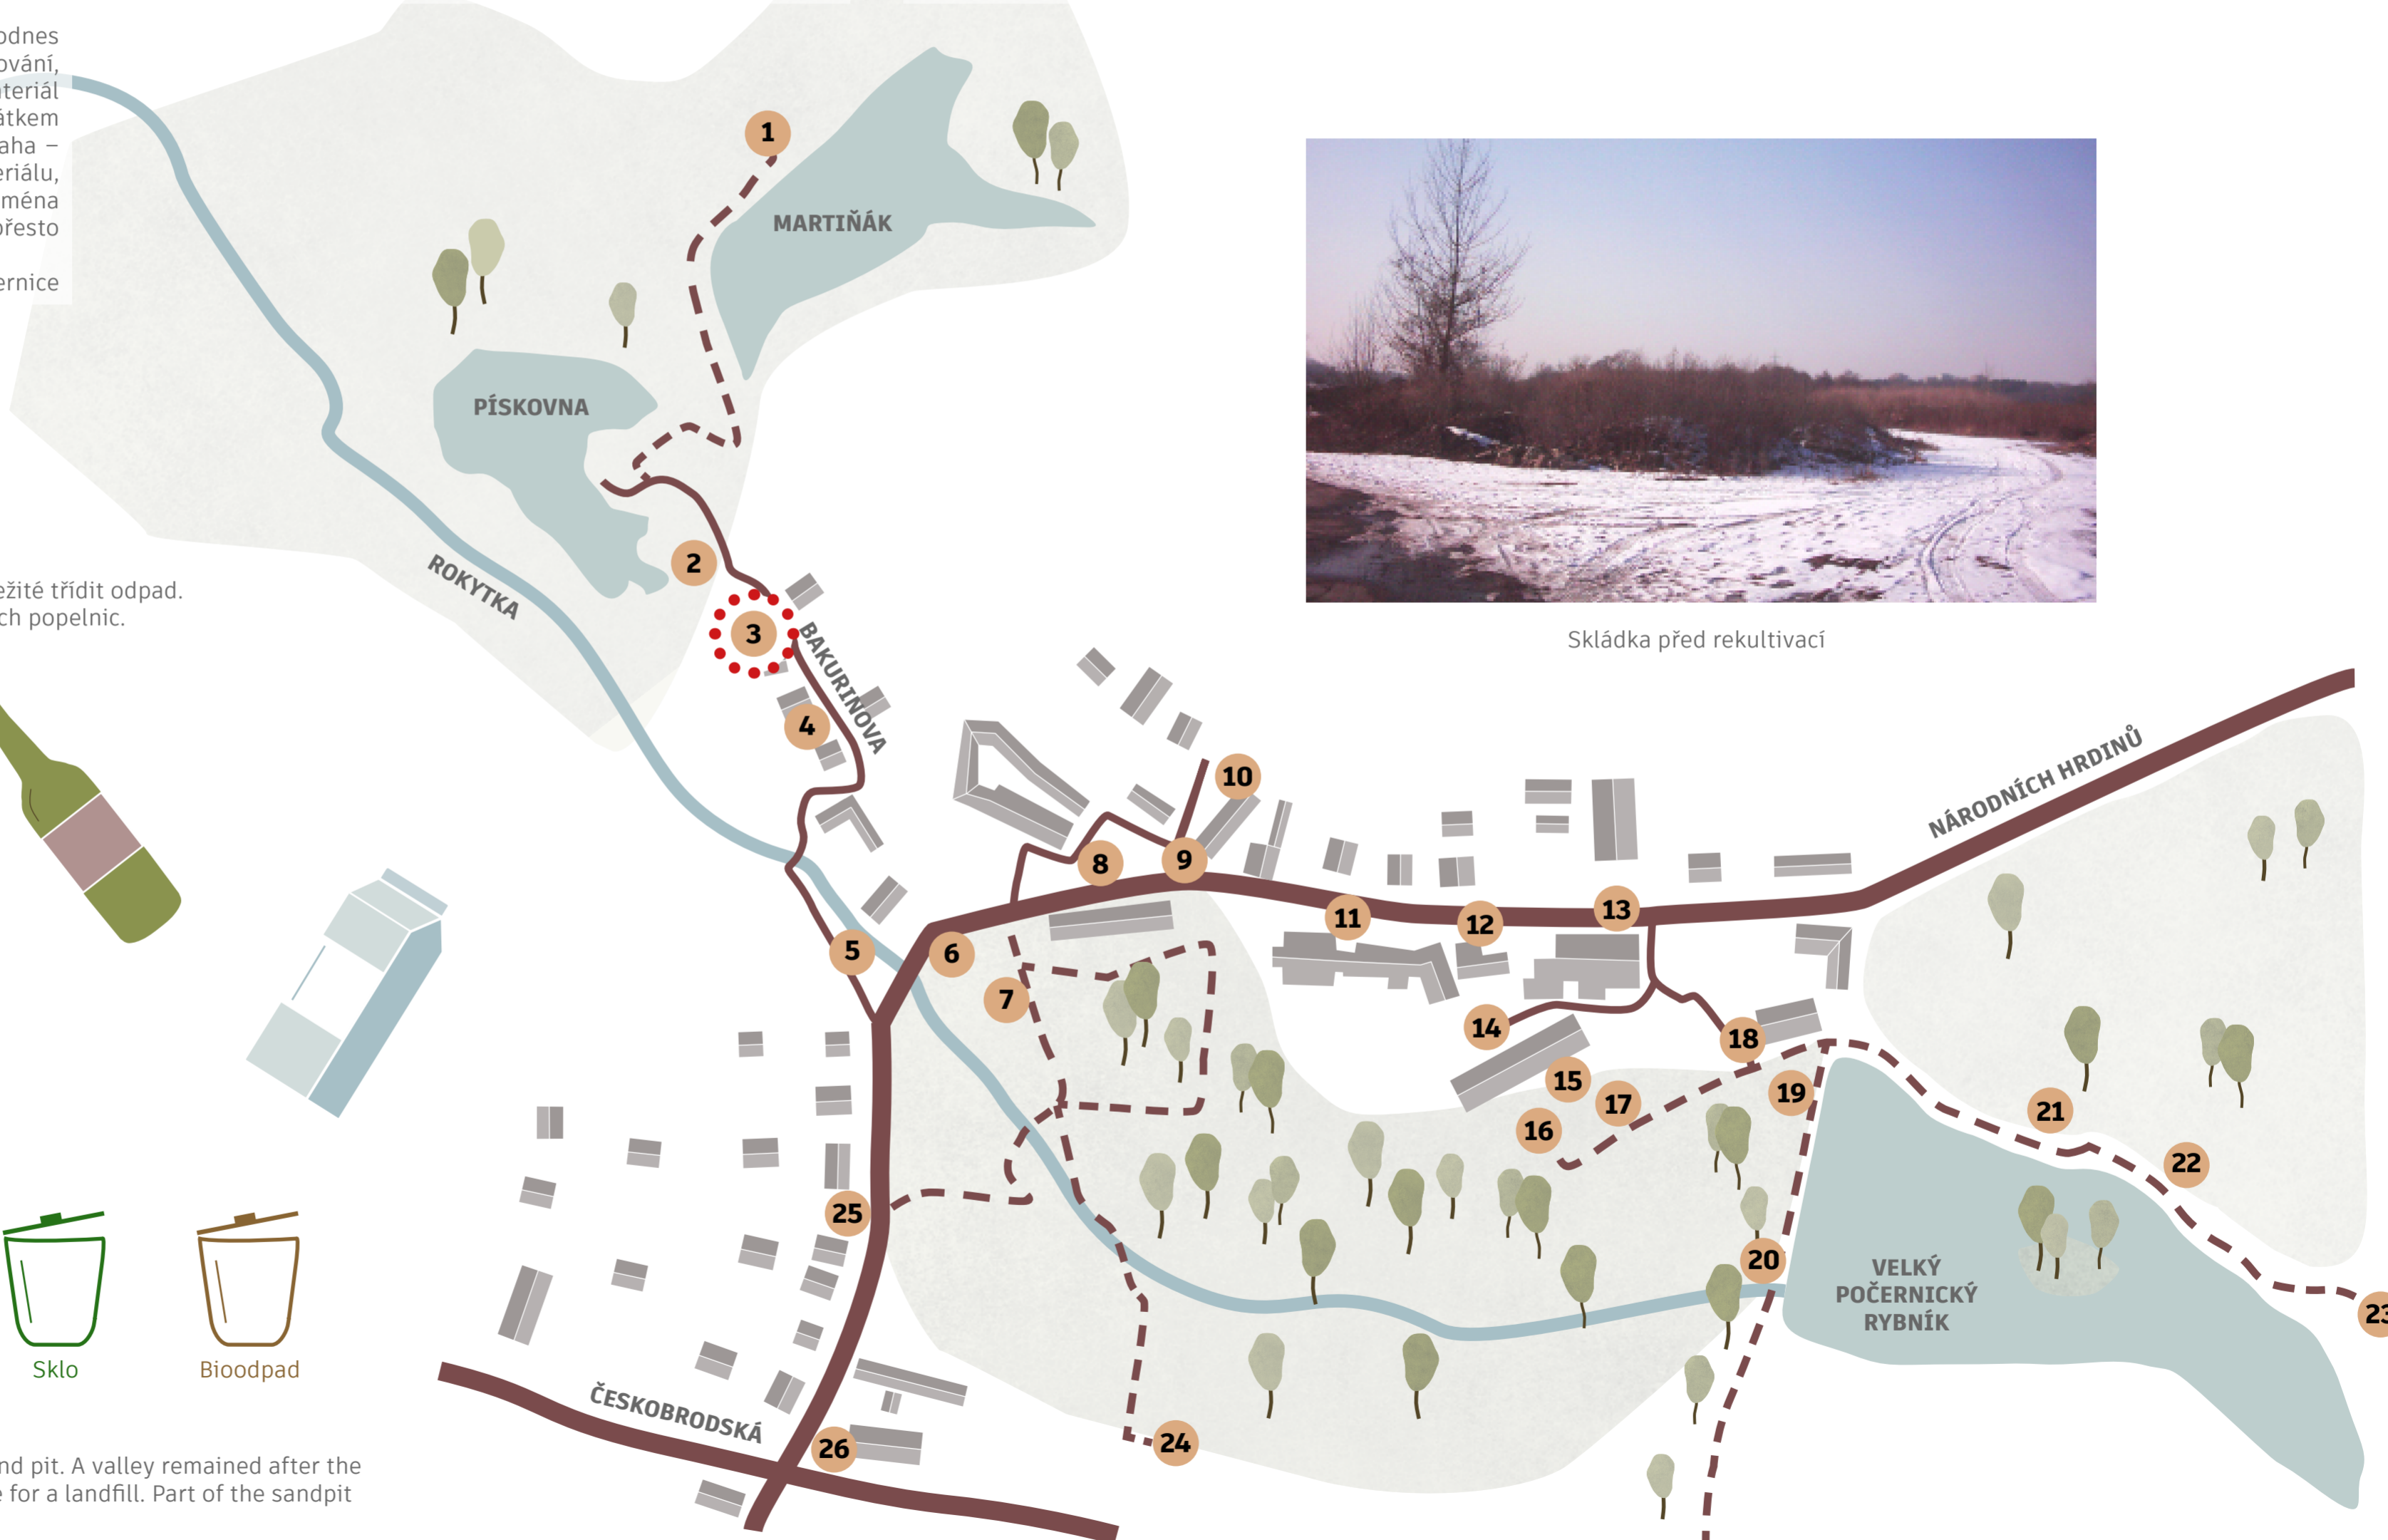 odnes
ování,
teriál
átkem
aha –
eriálu,
ména
přesto
ernice
1
MARTIŇÁK
PÍSKOVNA
ROKYTKA
2
3
BAKURINOVA
4
ežité třídit odpad.
ch popelnic.
Skládka před rekultivací
NÁRODNÍCH HRDINŮ
10
8
9
11
12
13
5
6
7
14
18
15
17
16
19
21
22
25
20
VELKÝ
POČERNICKÝ
RYBNÍK
23
Sklo
Bioodpad
ČESKOBRODSKÁ
26
24
nd pit. A valley remained after the
e for a landfill. Part of the sandpit